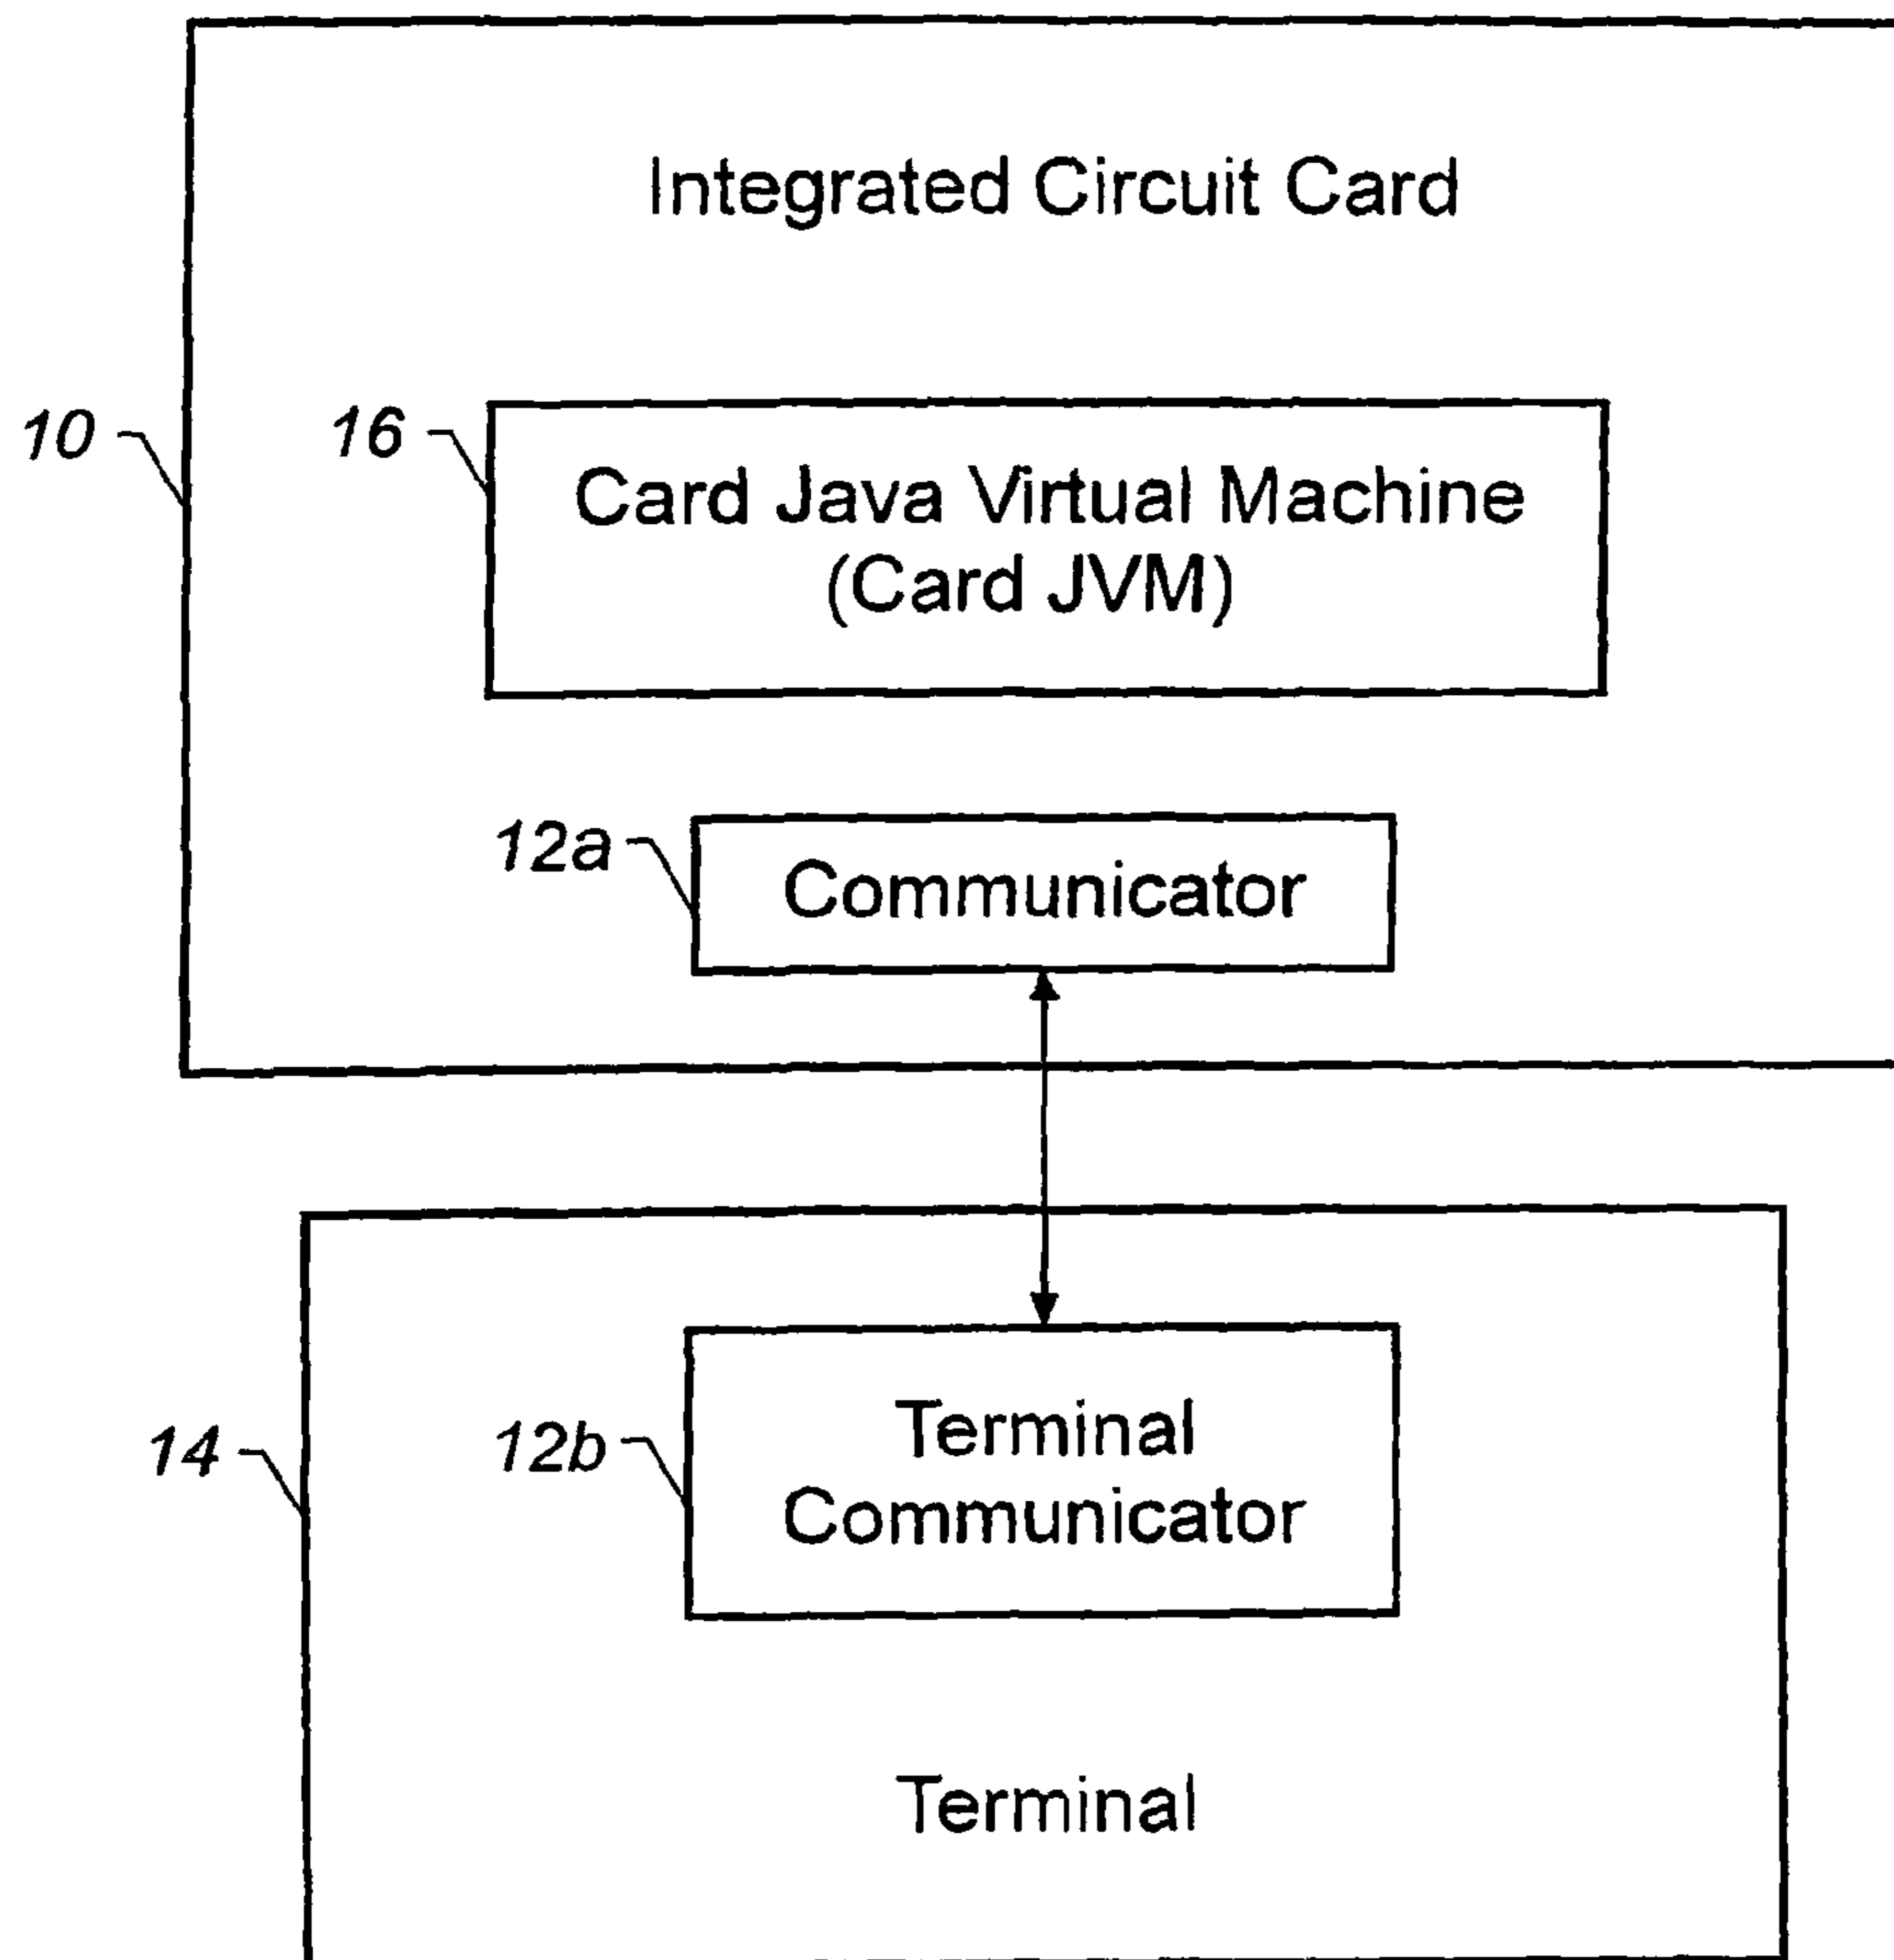 Integrated Circuit Card
10
16
Card Java Virtual Machine
(Card JVM)
12a
Communicator
14
12b
Terminal
Communicator
Terminal